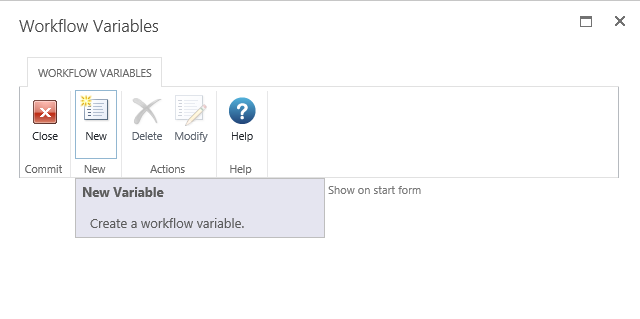 Workflow Variables
WORKFLOW VARIABLES
Close New Delete Modify Help
Commit New Actions Help
New Variable
Show on start form
Create a workflow variable.